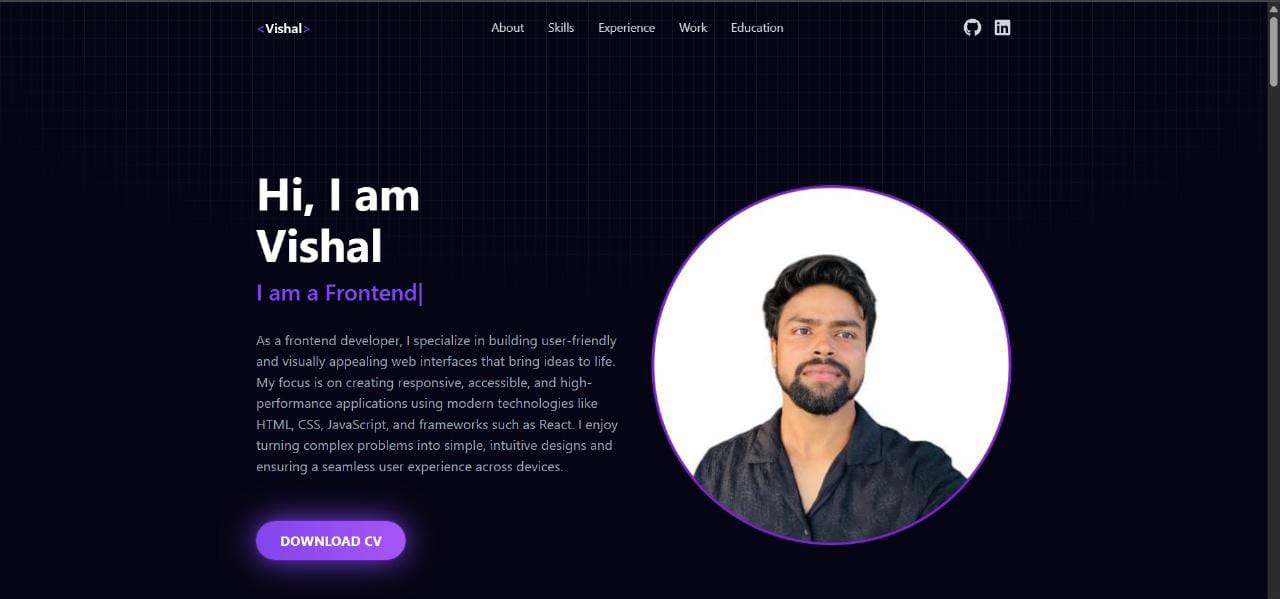 <Vishal>
About Skills Experience Work Education
Hi, I am
Vishal
I am a Frontend|
As a frontend developer, I specialize in building user-friendly
and visually appealing web interfaces that bring ideas to life.
My focus is on creating responsive, accessible, and high-
performance applications using modern technologies like
HTML, CSS, JavaScript, and frameworks such as React. I enjoy
turning complex problems into simple, intuitive designs and
ensuring a seamless user experience across devices.
DOWNLOAD CV